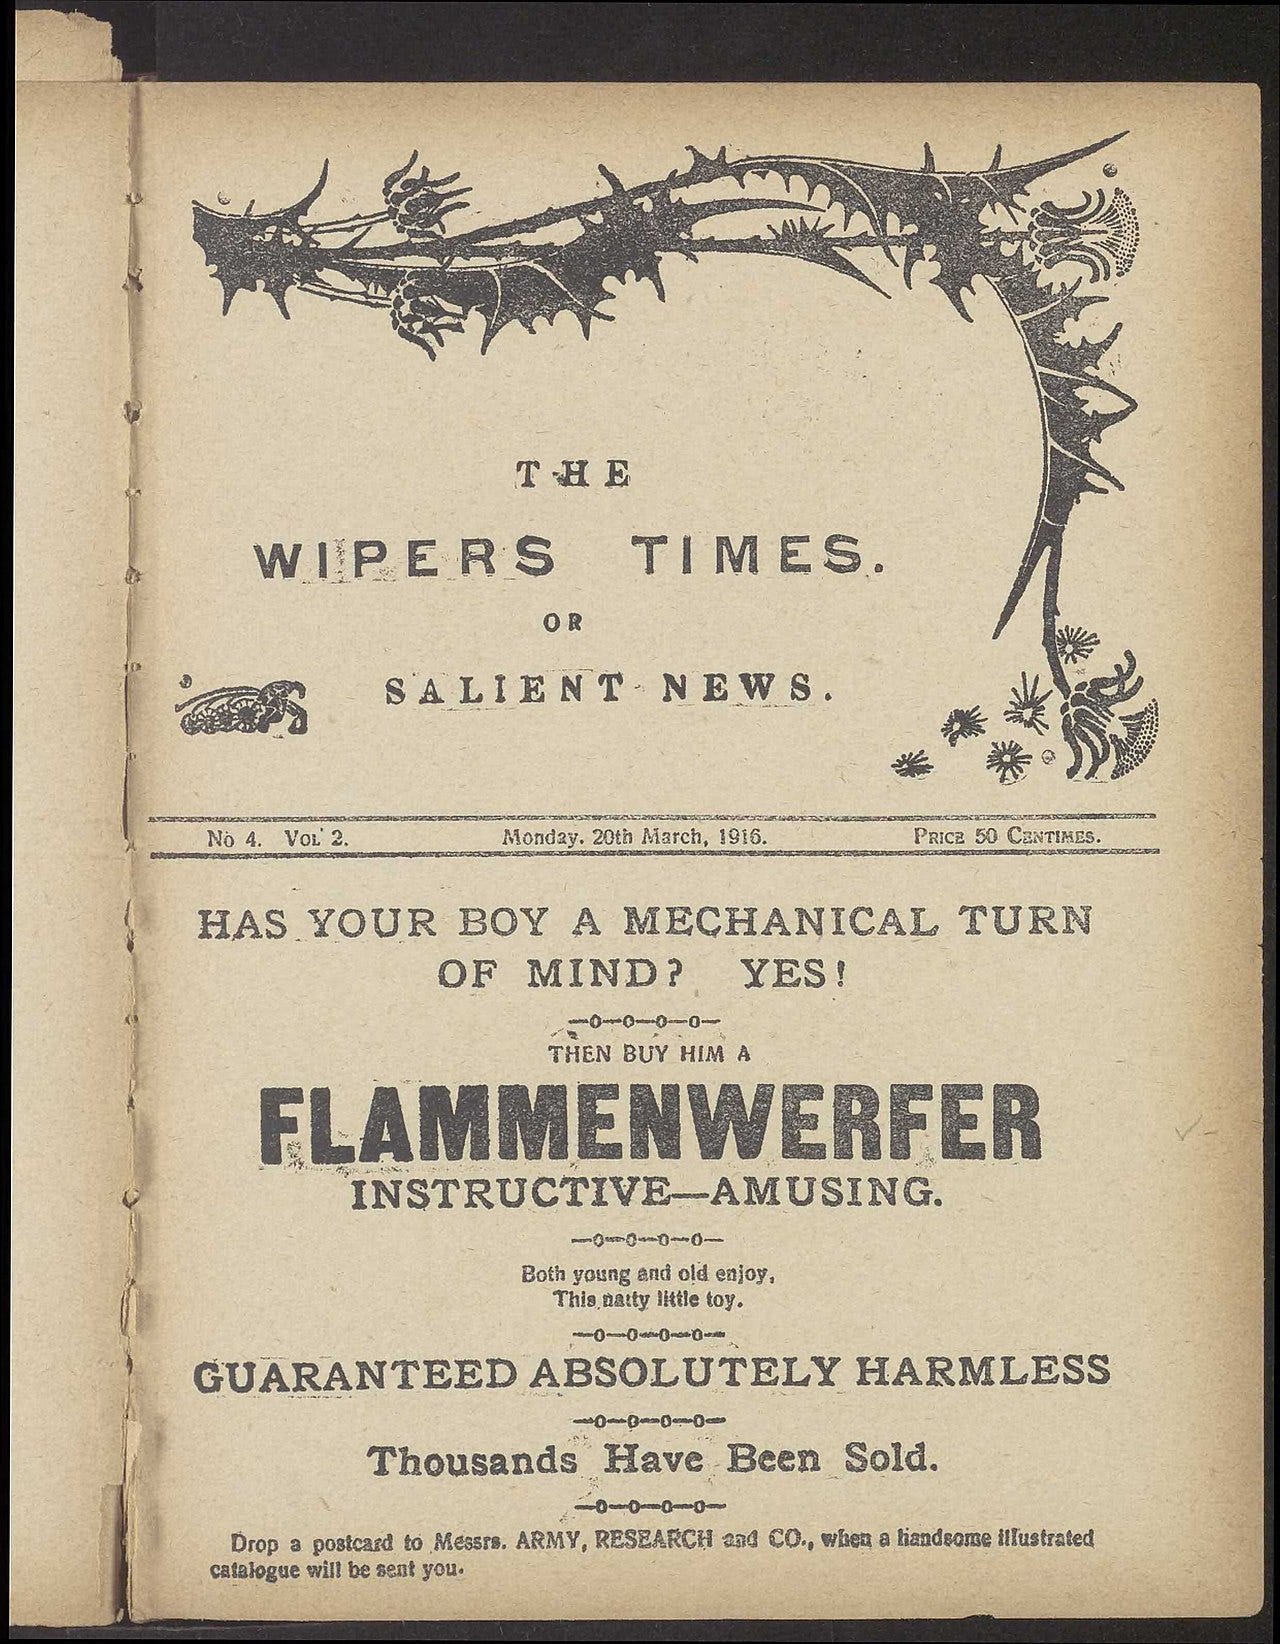 THE
WIPERS TIMES.
OR
SALIENT NEWS.
No 4. VOL 2. Monday. 20th March, 1916. PRICE 50 CENTIMES.
HAS YOUR BOY A MECHANICAL TURN
OF MIND? YES!
THEN BUY HIM A
FLAMMENWERFER
INSTRUCTIVE—AMUSING.
Both young and old enjoy,
This natty little toy.
GUARANTEED ABSOLUTELY HARMLESS
Thousands Have Been Sold.
Drop a postcard to Messrs. ARMY, RESEARCH and CO., when a handsome illustrated
catalogue will be sent you.